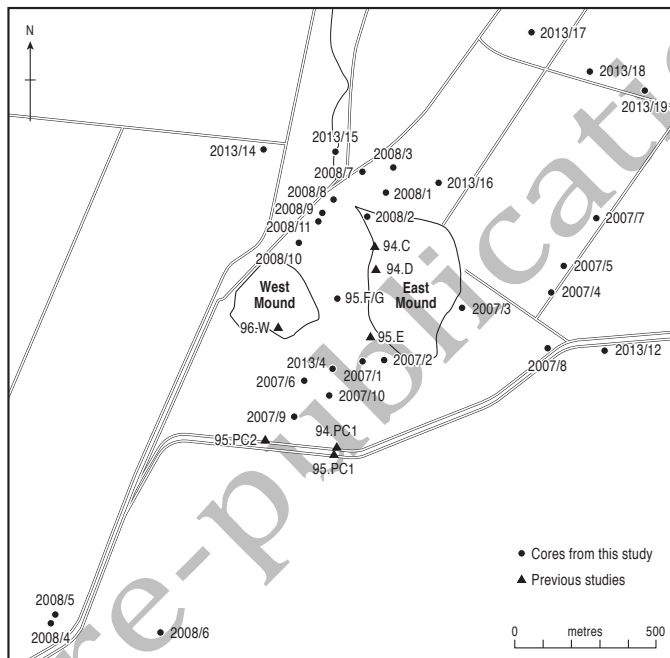 N
2013/17
2013/18
2013/19
2013/15
2013/14
2008/3
2008/7
2013/16
2008/8
2008/1
2008/9
2008/2
2007/7
2008/11
94.C
2008/10
94.D
2007/5
West
Mound
East
Mound
95.F/G
2007/4
2007/3
96-W
95.E
2013/12
2007/2
2007/8
2013/4
2007/1
2007/6
2007/10
2007/9
94.PC1
95.PC2
95.PC1
Cores from this study
Previous studies
2008/5
2008/4
2008/6
0 metres 500
re-publicati